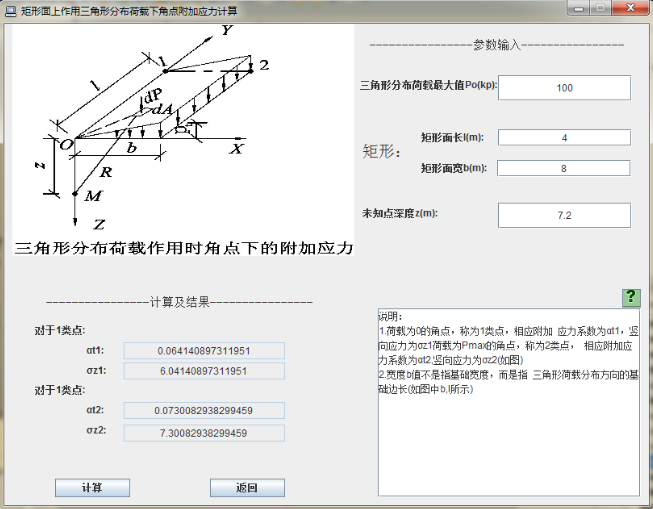 矩形面上作用三角形分布荷载下角点附加应力计算
Y
l
1
2
dP
dA
P₀
O
b
X
z
R
M
Z
三角形分布荷载作用时角点下的附加应力
----------------参数输入----------------
三角形分布荷载最大值Po(kp): 100
矩形:
矩形面长l(m): 4
矩形面宽b(m): 8
未知点深度z(m): 7.2
----------------计算及结果----------------
对于1类点:
αt1: 0.064140897311951
σz1: 6.04140897311951
对于1类点:
αt2: 0.0730082938299459
σz2: 7.30082938299459
计算
返回
?
说明:
1.荷载为0的角点，称为1类点，相应附加 应力系数为αt1，竖
向应力为σz1荷载为Pmax的角点，称为2类点， 相应附加应
力系数为αt2,竖向应力为σz2(如图)
2.宽度b值不是指基础宽度，而是指 三角形荷载分布方向的基
础边长(如图中b,l所示)